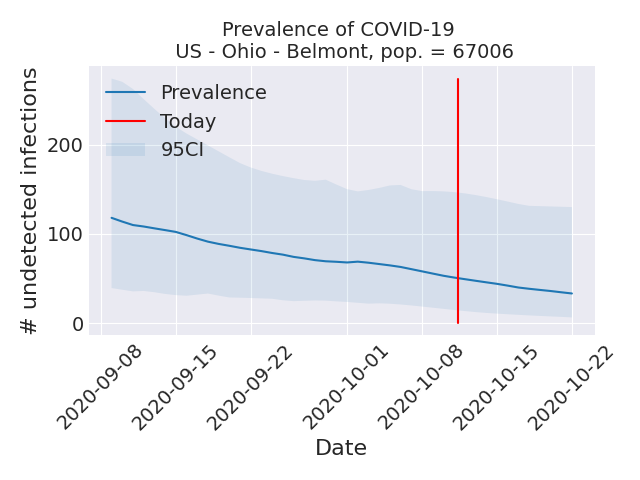 Prevalence of COVID-19
US - Ohio - Belmont, pop. = 67006
# undetected infections
200
100
0
Prevalence
Today
95CI
2020-09-08
2020-09-15
2020-09-22
2020-10-01
2020-10-08
2020-10-15
2020-10-22
Date